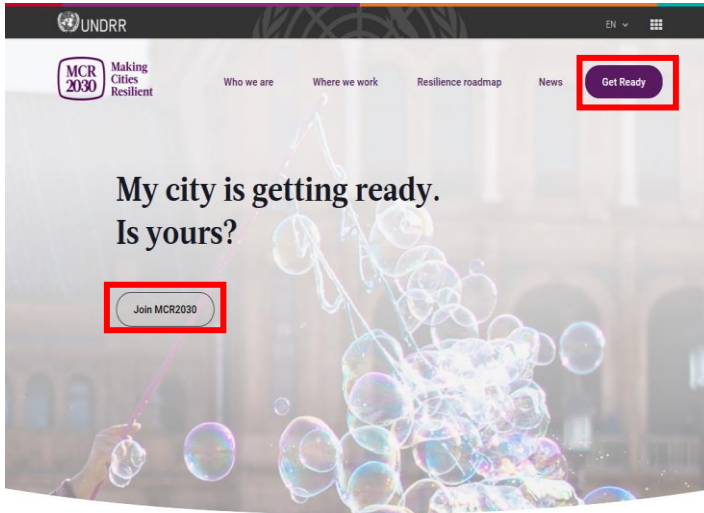 UNDRR
EN
MCR
2030
Making
Cities
Resilient
Who we are
Where we work
Resilience roadmap
News
Get Ready
My city is getting ready.
Is yours?
Join MCR2030